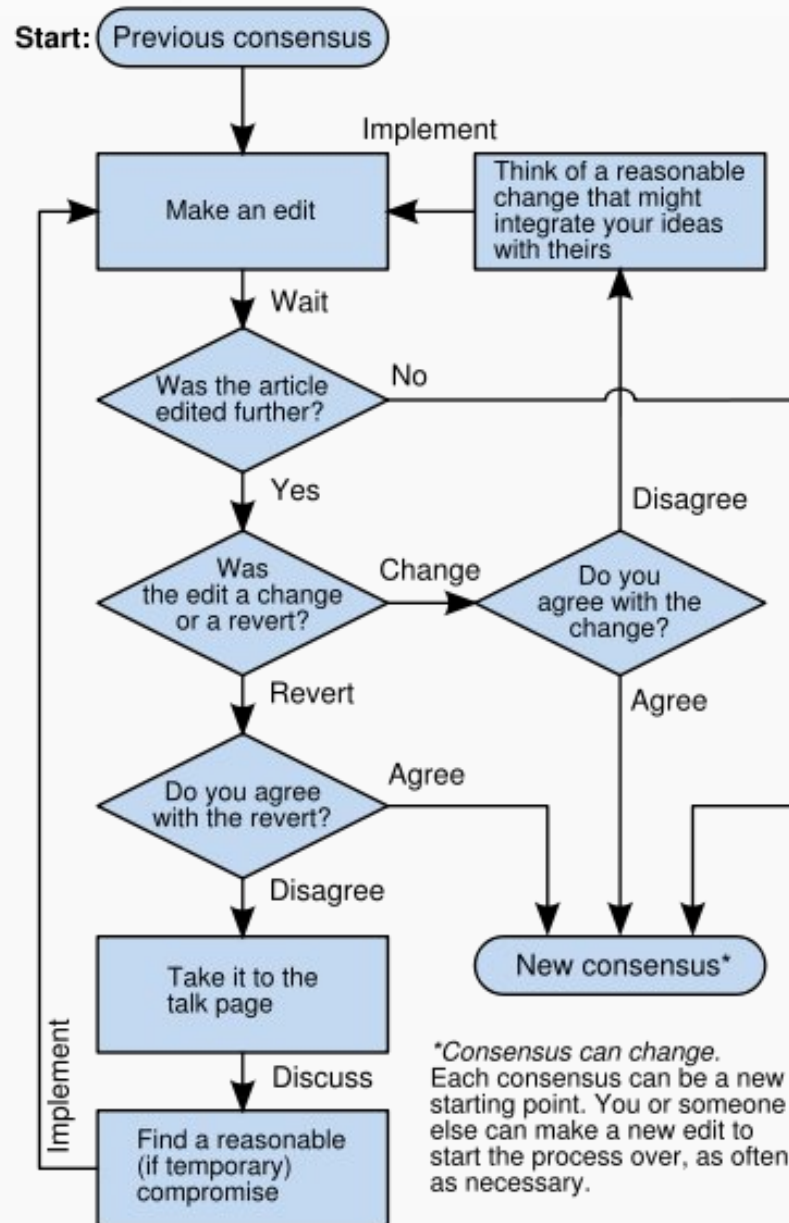 Start: Previous consensus
Implement
Make an edit
Think of a reasonable
change that might
integrate your ideas
with theirs
Wait
Was the article
edited further?
No
Yes
Disagree
Was
the edit a change
or a revert?
Change
Do you
agree with the
change?
Revert
Agree
Do you agree
with the revert?
Agree
Disagree
Take it to the
talk page
New consensus*
Discuss
Implement
Find a reasonable
(if temporary)
compromise
*Consensus can change.
Each consensus can be a new
starting point. You or someone
else can make a new edit to
start the process over, as often
as necessary.